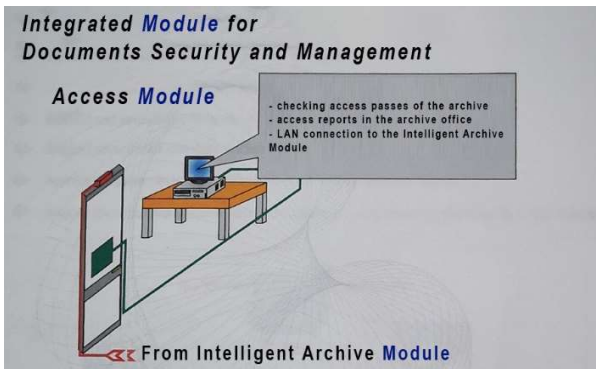 Integrated Module for
Documents Security and Management
Access Module
- checking access passes of the archive
- access reports in the archive office
- LAN connection to the Intelligent Archive
Module
From Intelligent Archive Module